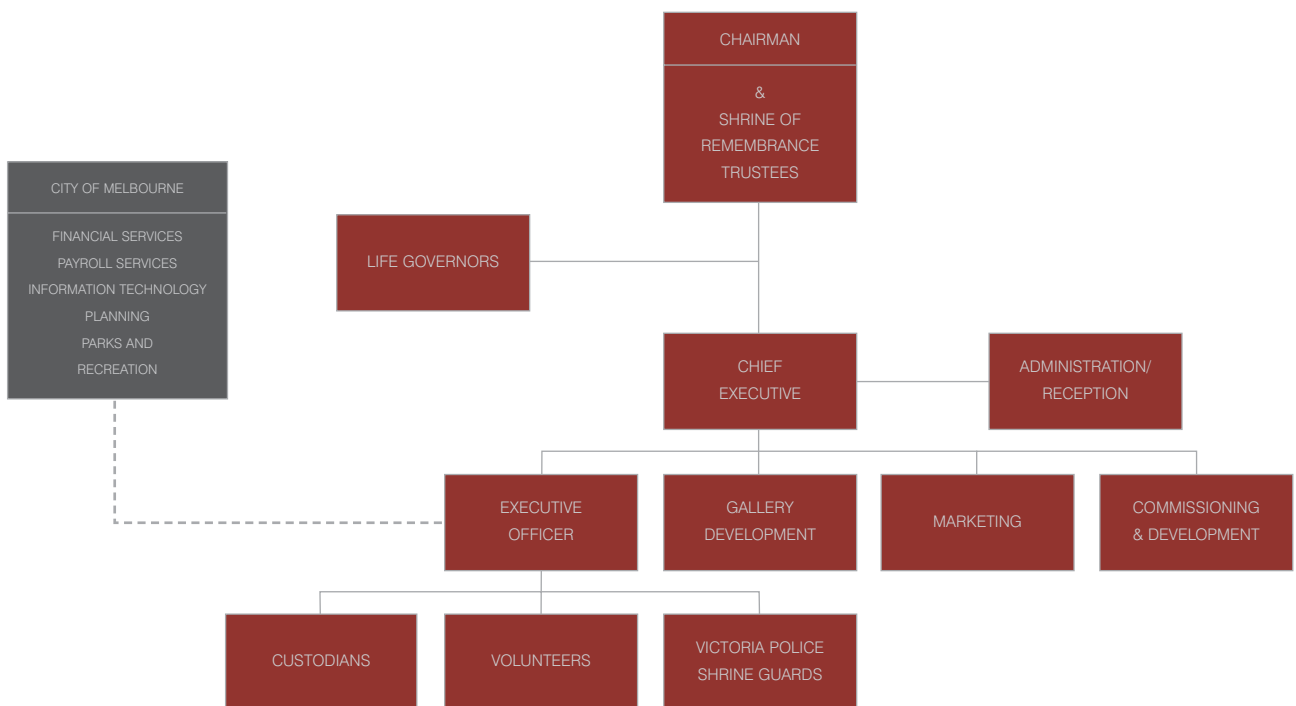 CHAIRMAN
&
SHRINE OF
REMEMBRANCE
TRUSTEES
CITY OF MELBOURNE
FINANCIAL SERVICES
PAYROLL SERVICES
INFORMATION TECHNOLOGY
PLANNING
PARKS AND
RECREATION
LIFE GOVERNORS
CHIEF
EXECUTIVE
ADMINISTRATION/
RECEPTION
EXECUTIVE
OFFICER
GALLERY
DEVELOPMENT
MARKETING
COMMISSIONING
& DEVELOPMENT
CUSTODIANS
VOLUNTEERS
VICTORIA POLICE
SHRINE GUARDS